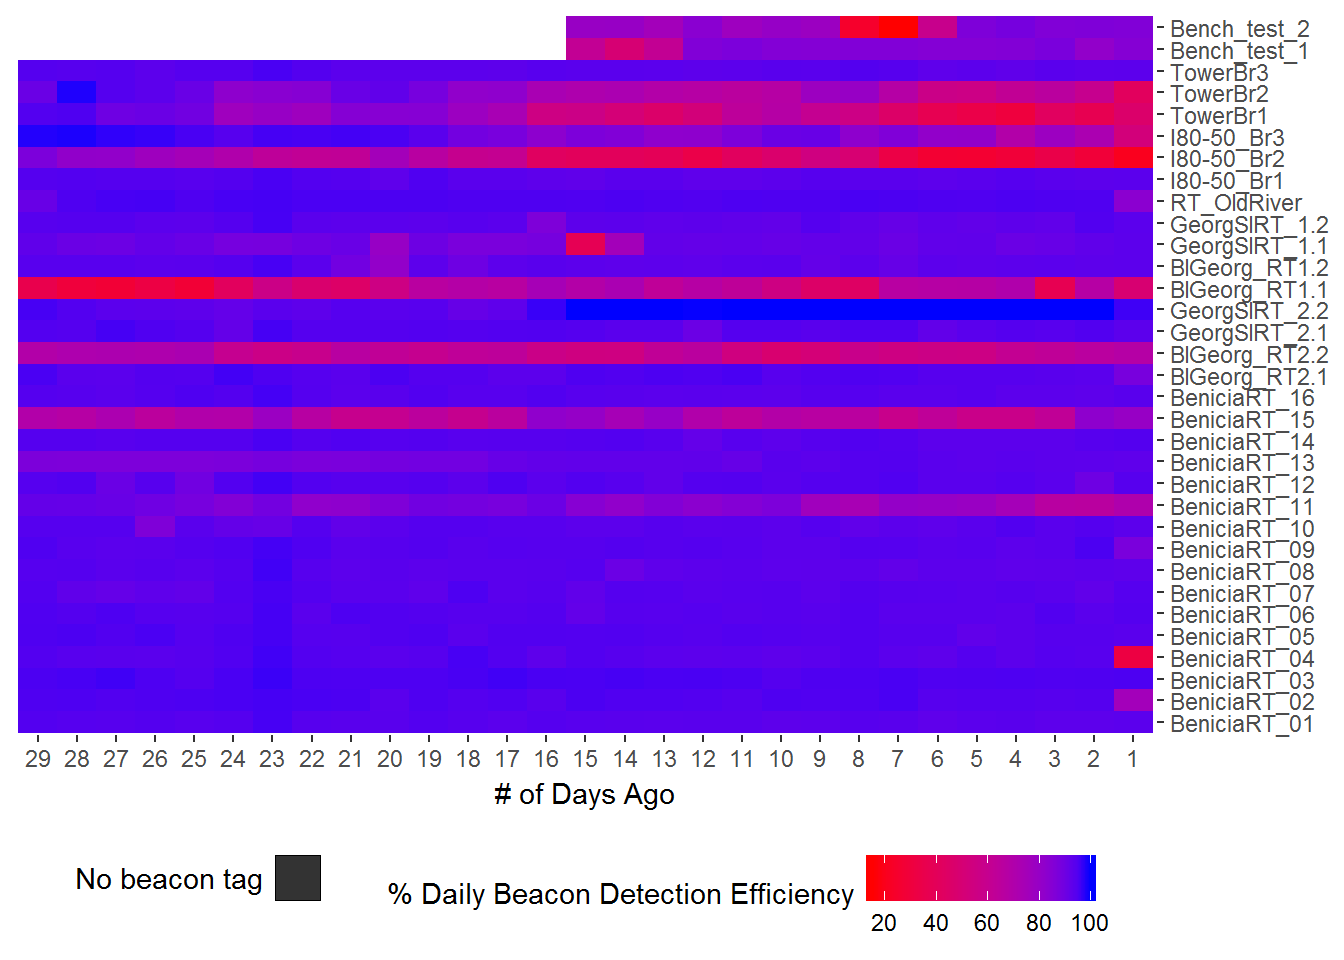 Bench_test_2
Bench_test_1
TowerBr3
TowerBr2
TowerBr1
I80-50_Br3
I80-50_Br2
I80-50_Br1
RT_OldRiver
GeorgSlRT_1.2
GeorgSlRT_1.1
BlGeorg_RT1.2
BlGeorg_RT1.1
GeorgSlRT_2.2
GeorgSlRT_2.1
BlGeorg_RT2.2
BlGeorg_RT2.1
BeniciaRT_16
BeniciaRT_15
BeniciaRT_14
BeniciaRT_13
BeniciaRT_12
BeniciaRT_11
BeniciaRT_10
BeniciaRT_09
BeniciaRT_08
BeniciaRT_07
BeniciaRT_06
BeniciaRT_05
BeniciaRT_04
BeniciaRT_03
BeniciaRT_02
BeniciaRT_01
29 28 27 26 25 24 23 22 21 20 19 18 17 16 15 14 13 12 11 10 9 8 7 6 5 4 3 2 1
# of Days Ago
No beacon tag
% Daily Beacon Detection Efficiency
20 40 60 80 100